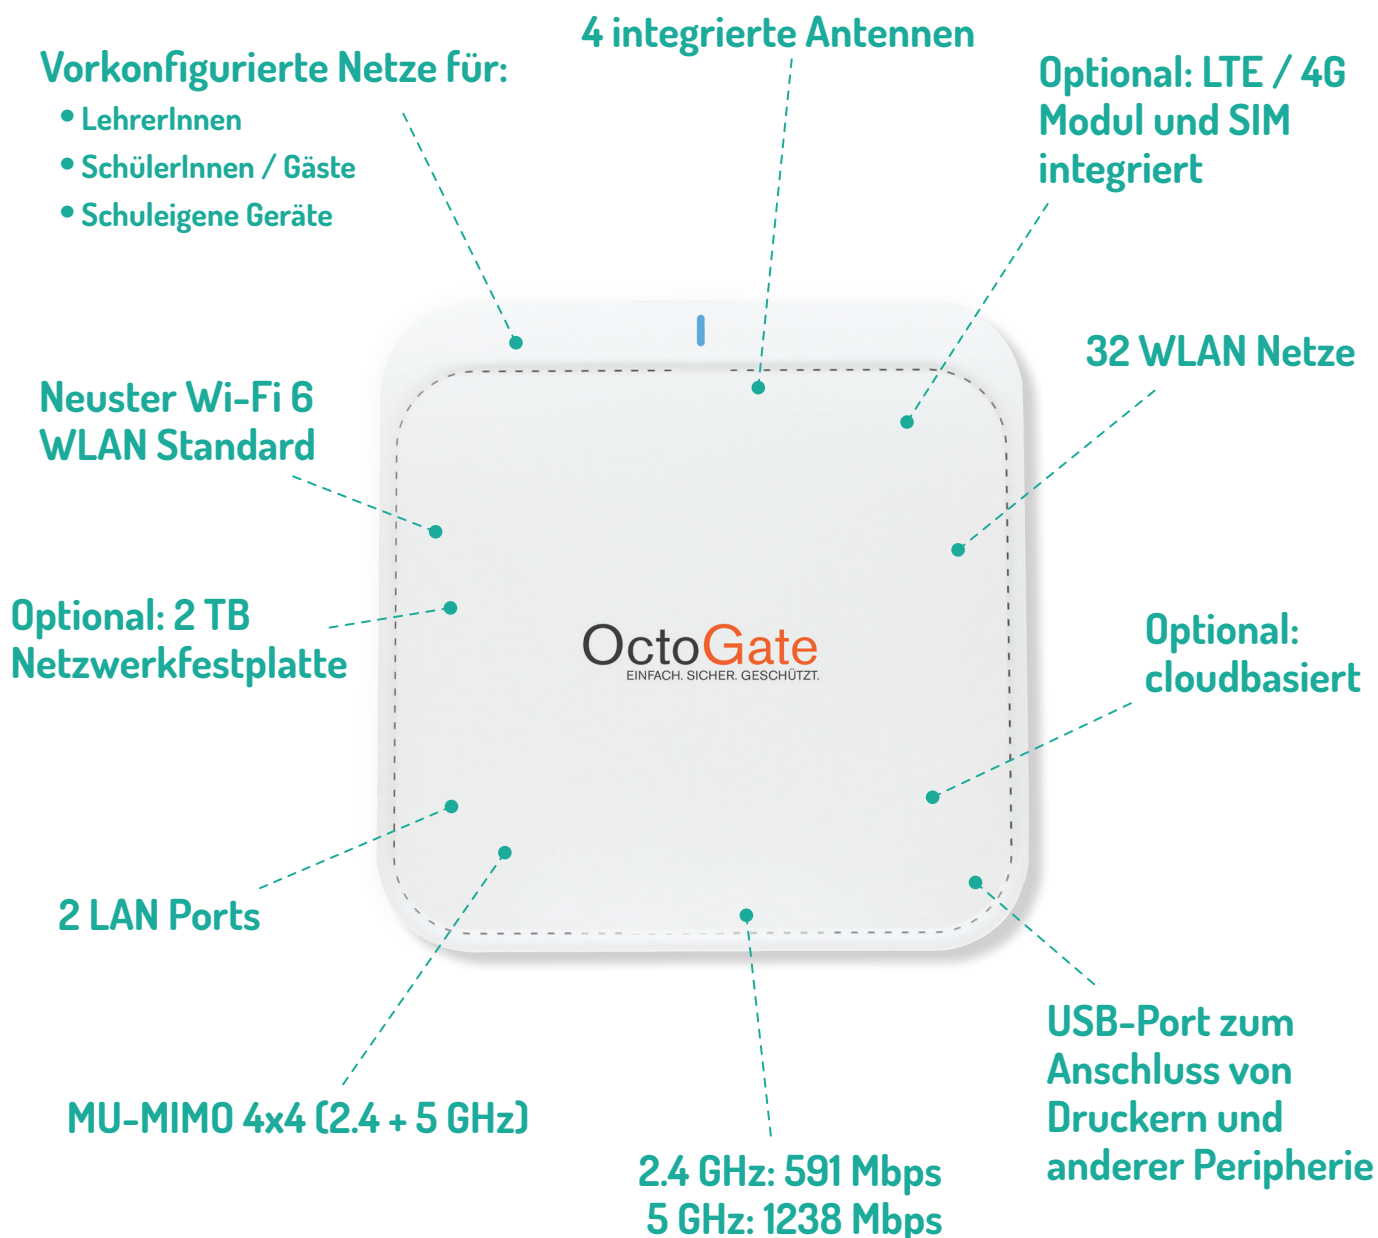 4 integrierte Antennen
Vorkonfigurierte Netze für:
• LehrerInnen
• SchülerInnen / Gäste
• Schuleigene Geräte
Optional: LTE / 4G
Modul und SIM
integriert
32 WLAN Netze
Neuster Wi-Fi 6
WLAN Standard
Optional: 2 TB
Netzwerkfestplatte
OctoGate
EINFACH. SICHER. GESCHÜTZT.
Optional:
cloudbasiert
2 LAN Ports
USB-Port zum
Anschluss von
Druckern und
anderer Peripherie
MU-MIMO 4x4 (2.4 + 5 GHz)
2.4 GHz: 591 Mbps
5 GHz: 1238 Mbps